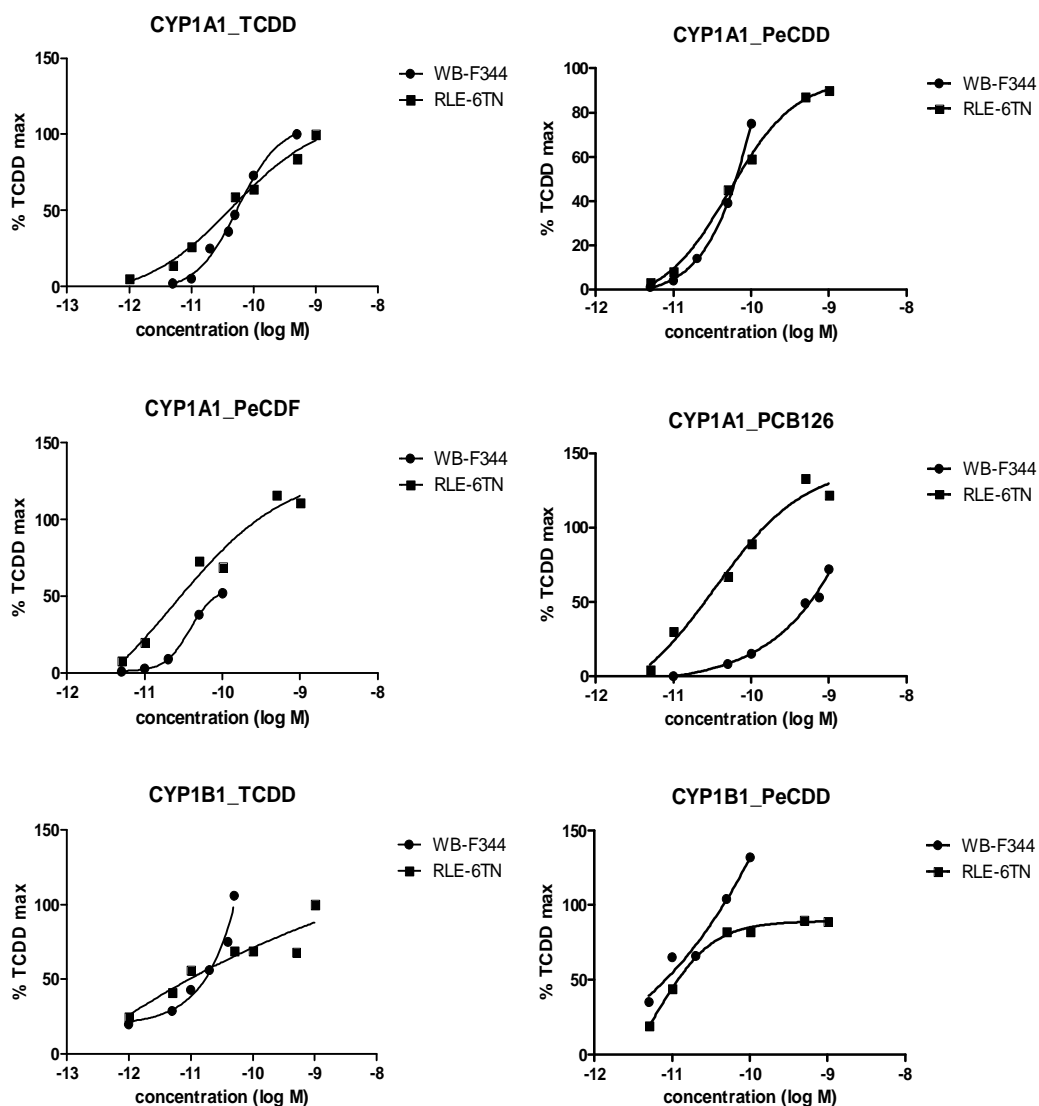 CYP1A1_TCDD
% TCDD max
150
100
50
0
-13
-12
-11
-10
-9
-8
concentration (log M)
WB-F344
RLE-6TN
CYP1A1_PeCDD
% TCDD max
100
80
60
40
20
0
-12
-11
-10
-9
-8
concentration (log M)
WB-F344
RLE-6TN
CYP1A1_PeCDF
% TCDD max
150
100
50
0
-12
-11
-10
-9
-8
concentration (log M)
WB-F344
RLE-6TN
CYP1A1_PCB126
% TCDD max
150
100
50
0
-12
-11
-10
-9
-8
concentration (log M)
WB-F344
RLE-6TN
CYP1B1_TCDD
% TCDD max
150
100
50
0
-13
-12
-11
-10
-9
-8
concentration (log M)
WB-F344
RLE-6TN
CYP1B1_PeCDD
% TCDD max
150
100
50
0
-12
-11
-10
-9
-8
concentration (log M)
WB-F344
RLE-6TN